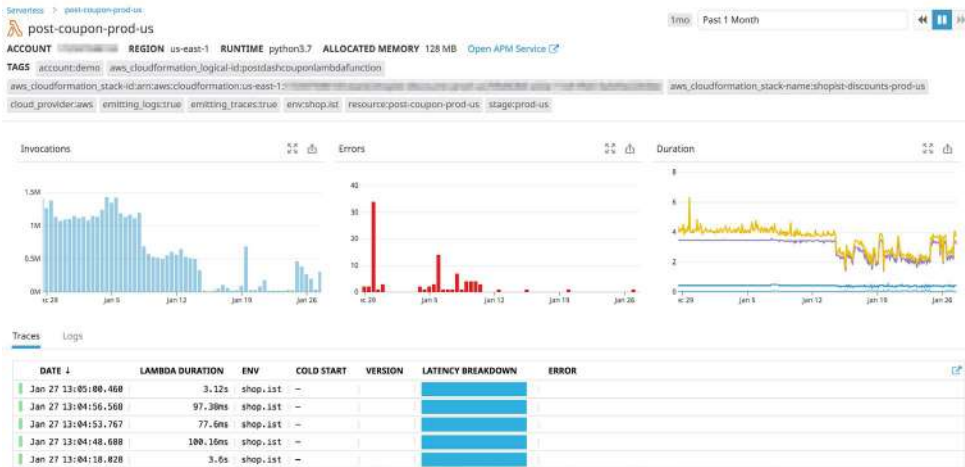 Serverless > post-coupon-prod-us
post-coupon-prod-us
1mo Past 1 Month
ACCOUNT REGION us-east-1 RUNTIME python3.7 ALLOCATED MEMORY 128 MB Open APM Service
TAGS account:demo aws_cloudformation_logical-id:postdashcouponlambdafunction
aws_cloudformation_stack-id:arn:aws:cloudformation:us-east-1: aws_cloudformation_stack-name:shopist-discounts-prod-us
cloud_provider:aws emitting_logs:true emitting_traces:true env:shop.ist resource:post-coupon-prod-us stage:prod-us
Invocations Errors Duration
1.5M
1M
0.5M
0M
ec 28 Jan 5 Jan 12 Jan 19 Jan 26
40
30
20
10
0
ec 29 Jan 5 Jan 12 Jan 19 Jan 26
8
6
4
2
0
ec 29 Jan 5 Jan 12 Jan 19 Jan 26
Traces Logs
DATE ↓ LAMBDA DURATION ENV COLD START VERSION LATENCY BREAKDOWN ERROR
Jan 27 13:05:00.460 3.12s shop.ist –
Jan 27 13:04:56.560 97.38ms shop.ist –
Jan 27 13:04:53.767 77.6ms shop.ist –
Jan 27 13:04:48.608 100.16ms shop.ist –
Jan 27 13:04:18.028 3.6s shop.ist –